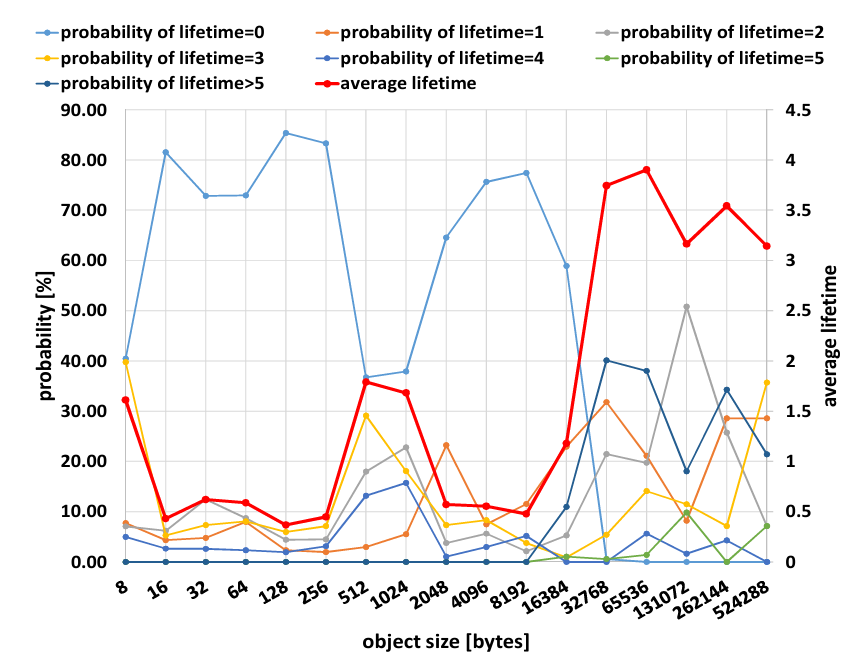 probability of lifetime=0 probability of lifetime=1 probability of lifetime=2
probability of lifetime=3 probability of lifetime=4 probability of lifetime=5
probability of lifetime>5 average lifetime
90.00 4.5
80.00 4
70.00 3.5
60.00 3
50.00 2.5
40.00 2
30.00 1.5
20.00 1
10.00 0.5
0.00 0
probability [%]
average lifetime
8 16 32 64 128 256 512 1024 2048 4096 8192 16384 32768 65536 131072 262144 524288
object size [bytes]